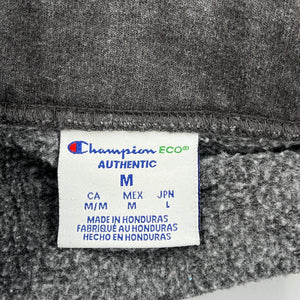 Champion ECO®
AUTHENTIC
M
CA MEX JPN
M/M M L
MADE IN HONDURAS
FABRIQUÉ AU HONDURAS
HECHO EN HONDURAS